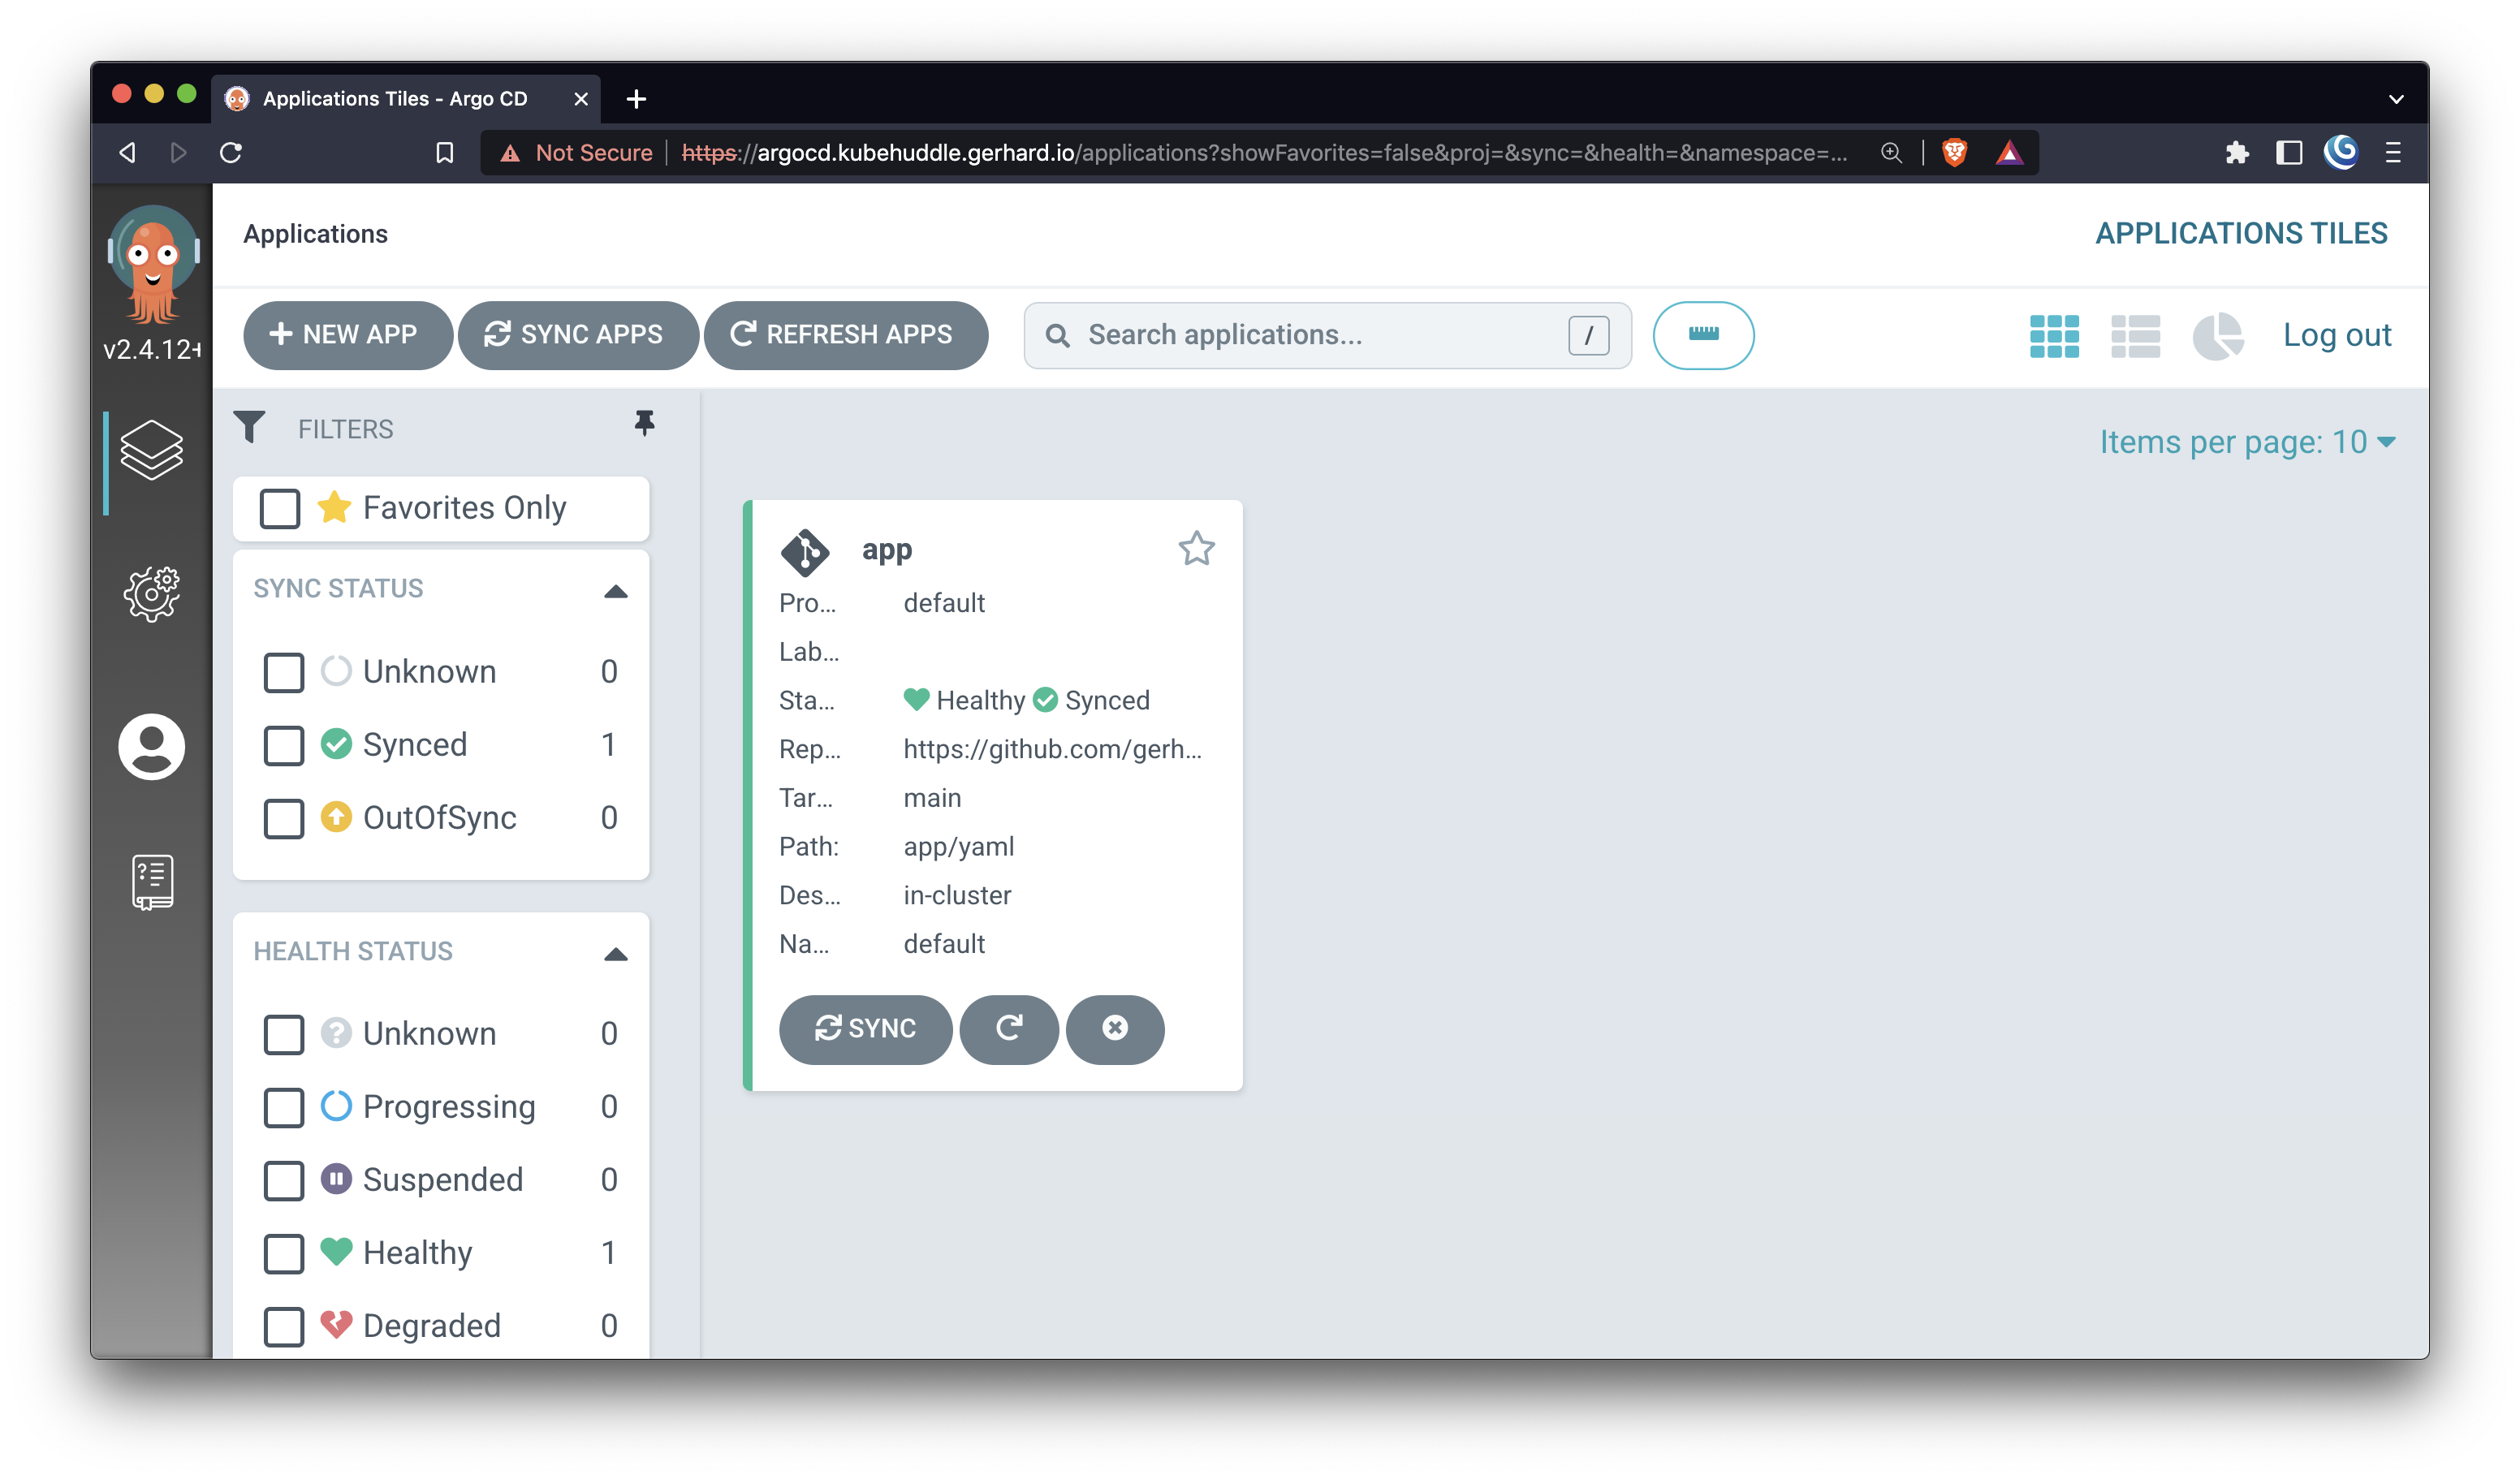 Applications Tiles - Argo CD
Not Secure https://argocd.kubehuddle.gerhard.io/applications?showFavorites=false&proj=&sync=&health=&namespace=...
Applications
APPLICATIONS TILES
v2.4.12+
NEW APP SYNC APPS REFRESH APPS Search applications... / Log out
FILTERS
Items per page: 10
Favorites Only
SYNC STATUS
Unknown 0
Synced 1
OutOfSync 0
HEALTH STATUS
Unknown 0
Progressing 0
Suspended 0
Healthy 1
Degraded 0
app
Pro... default
Lab...
Sta... Healthy Synced
Rep... https://github.com/gerh...
Tar... main
Path: app/yaml
Des... in-cluster
Na... default
SYNC